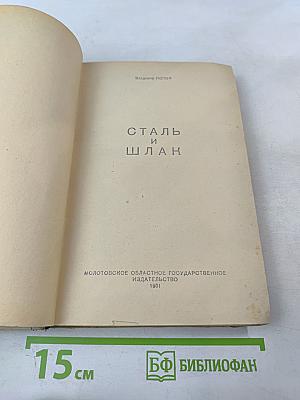 Владимир ПОПОВ
СТАЛЬ
И
ШЛАК
МОЛОТОВСКОЕ ОБЛАСТНОЕ ГОСУДАРСТВЕННОЕ
ИЗДАТЕЛЬСТВО
1951
15 см
БФ БИБЛИОФАН